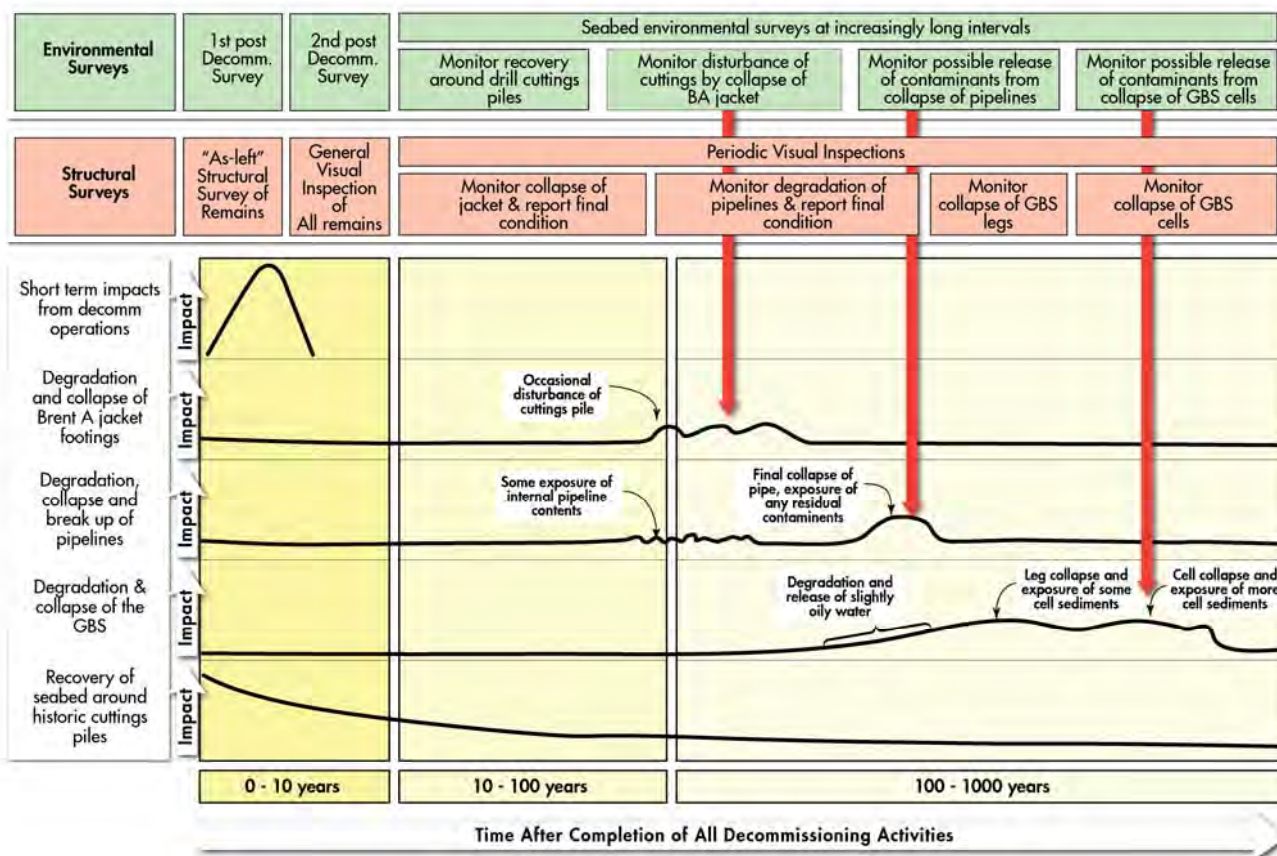 Environmental
Surveys
1st post
Decomm.
Survey
2nd post
Decomm.
Survey
Seabed environmental surveys at increasingly long intervals
Monitor recovery
around drill cuttings
piles
Monitor disturbance of
cuttings by collapse of
BA jacket
Monitor possible release
of contaminants from
collapse of pipelines
Monitor possible release
of contaminants from
collapse of GBS cells
Structural
Surveys
"As-left"
Structural
Survey of
Remains
General
Visual
Inspection
of
All remains
Periodic Visual Inspections
Monitor collapse of
jacket & report final
condition
Monitor degradation of
pipelines & report final
condition
Monitor
collapse of GBS
legs
Monitor
collapse of GBS
cells
Short term impacts
from decomm
operations
Impact
Degradation
and collapse of
Brent A jacket
footings
Impact
Occasional
disturbance of
cuttings pile
Degradation,
collapse and
break up of
pipelines
Impact
Some exposure of
internal pipeline
contents
Final collapse of
pipe, exposure of
any residual
contaminents
Degradation &
collapse of the
GBS
Impact
Degradation and
release of slightly
oily water
Leg collapse and
exposure of some
cell sediments
Cell collapse and
exposure of more
cell sediments
Recovery of
seabed around
historic cuttings
piles
Impact
0 - 10 years
10 - 100 years
100 - 1000 years
Time After Completion of All Decommissioning Activities